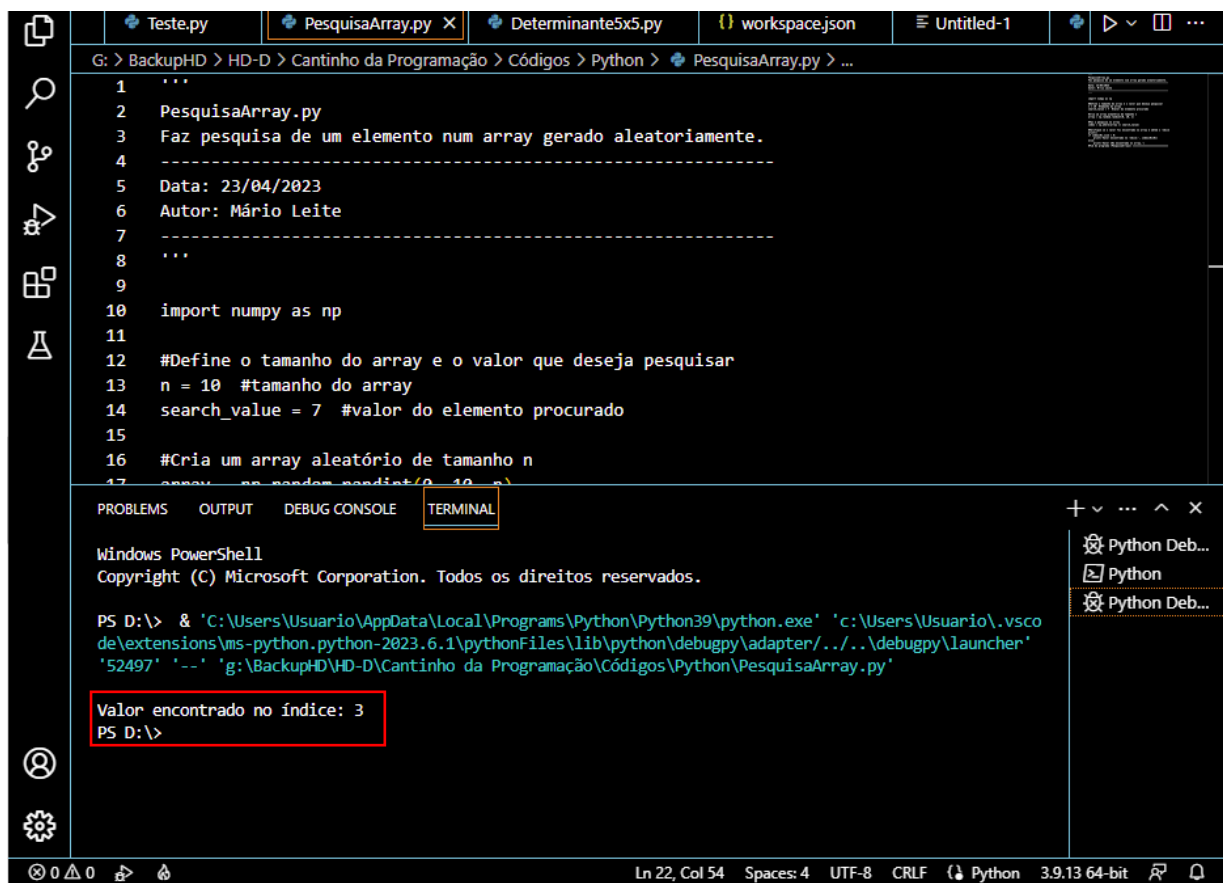 Teste.py PesquisaArray.py Determinante5x5.py {} workspace.json Untitled-1 ...
G: > BackupHD > HD-D > Cantinho da Programação > Códigos > Python > PesquisaArray.py > ...
1 '''
2 PesquisaArray.py
3 Faz pesquisa de um elemento num array gerado aleatoriamente.
4 -------------------------------------------------------------
5 Data: 23/04/2023
6 Autor: Mário Leite
7 -------------------------------------------------------------
8 '''
9
10 import numpy as np
11
12 #Define o tamanho do array e o valor que deseja pesquisar
13 n = 10 #tamanho do array
14 search_value = 7 #valor do elemento procurado
15
16 #Cria um array aleatório de tamanho n
PROBLEMS OUTPUT DEBUG CONSOLE TERMINAL
Windows PowerShell
Copyright (C) Microsoft Corporation. Todos os direitos reservados.
PS D:\> & 'C:\Users\Usuario\AppData\Local\Programs\Python\Python39\python.exe' 'c:\Users\Usuario\.vsco
de\extensions\ms-python.python-2023.6.1\pythonFiles\lib\python\debugpy\adapter/../..\debugpy\launcher'
'52497' '--' 'g:\BackupHD\HD-D\Cantinho da Programação\Códigos\Python\PesquisaArray.py'
Valor encontrado no índice: 3
PS D:\>
Python Deb...
Python
Python Deb...
0 0 Ln 22, Col 54 Spaces: 4 UTF-8 CRLF Python 3.9.13 64-bit